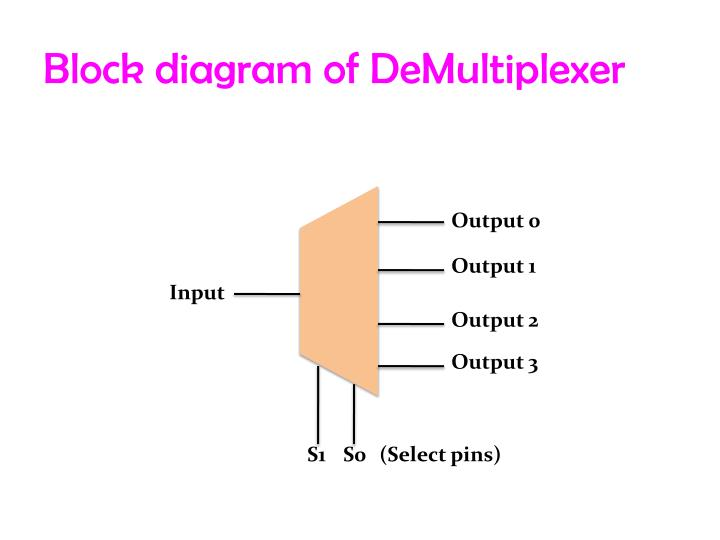 Block diagram of DeMultiplexer
Output 0
Output 1
Input
Output 2
Output 3
S1 S0 (Select pins)